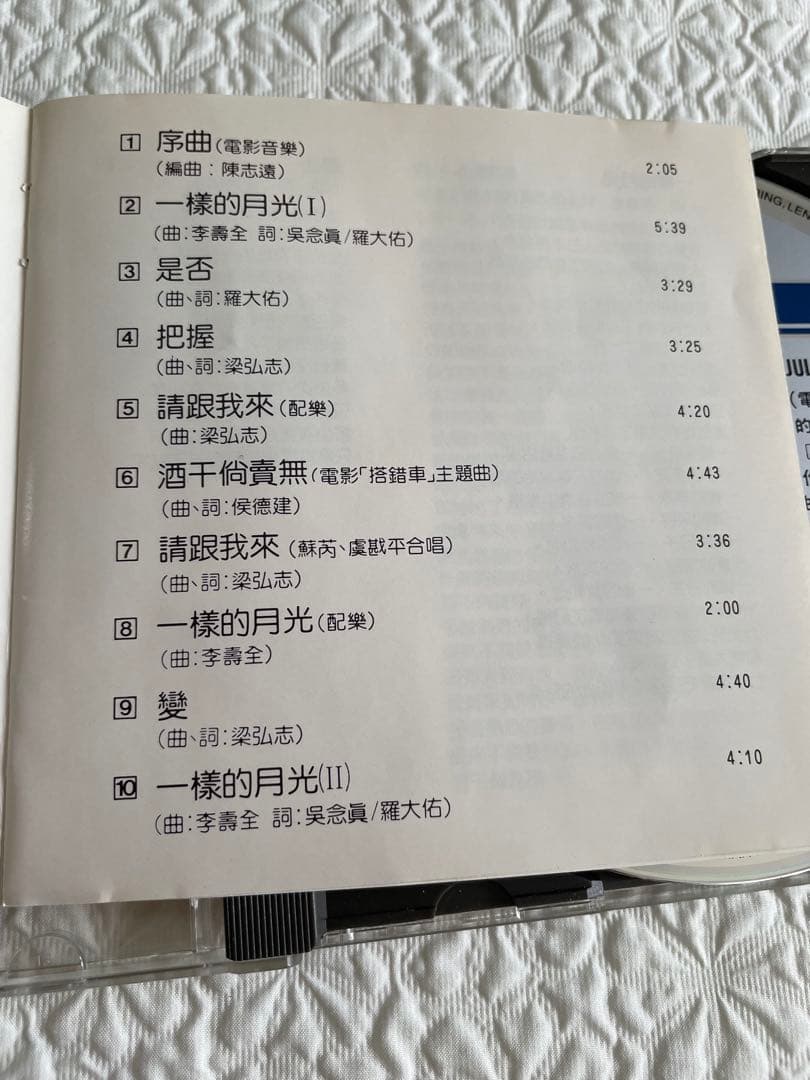 1 序曲(電影音樂)
(編曲：陳志遠) 2:05
2 一樣的月光(I)
(曲:李壽全 詞:吳念眞/羅大佑) 5:39
3 是否 3:29
(曲、詞:羅大佑)
4 把握 3:25
(曲、詞:梁弘志)
5 請跟我來(配樂) 4:20
(曲:梁弘志)
6 酒干倘賣無(電影「搭錯車」主題曲) 4:43
(曲、詞:侯德建)
7 請跟我來(蘇芮、虞戡平合唱) 3:36
(曲、詞:梁弘志)
8 一樣的月光(配樂) 2:00
(曲:李壽全)
9 變 4:40
(曲、詞:梁弘志)
10 一樣的月光(II) 4:10
(曲:李壽全 詞:吳念眞/羅大佑)
JUL
(電
的